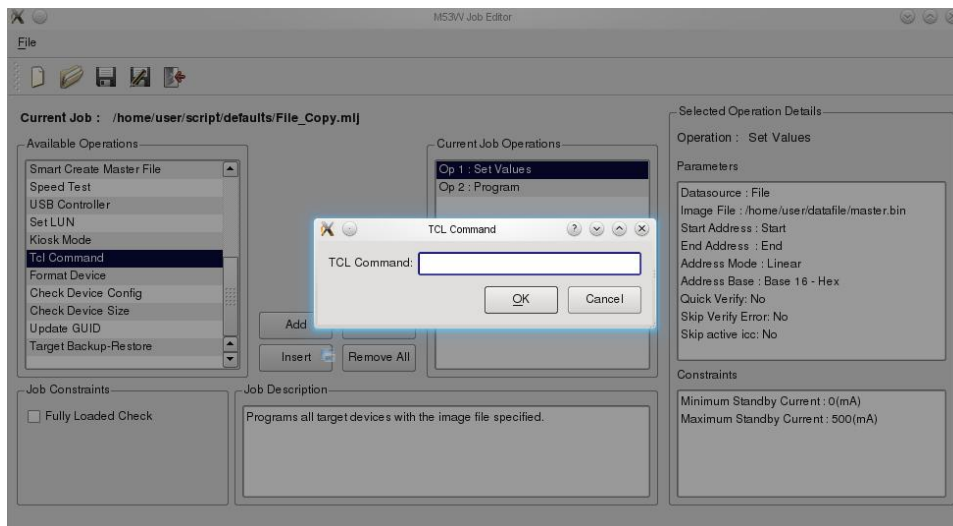 M53W Job Editor
File
Current Job : /home/user/script/defaults/File_Copy.mlj
Available Operations
Smart Create Master File
Speed Test
USB Controller
Set LUN
Kiosk Mode
Tcl Command
Format Device
Check Device Config
Check Device Size
Update GUID
Target Backup-Restore
Add
Insert
Remove All
Current Job Operations
Op 1 : Set Values
Op 2 : Program
TCL Command
TCL Command:
OK
Cancel
Selected Operation Details
Operation : Set Values
Parameters
Datasource : File
Image File : /home/user/datafile/master.bin
Start Address : Start
End Address : End
Address Mode : Linear
Address Base : Base 16 - Hex
Quick Verify: No
Skip Verify Error: No
Skip active icc: No
Constraints
Minimum Standby Current : 0(mA)
Maximum Standby Current : 500(mA)
Job Constraints
Fully Loaded Check
Job Description
Programs all target devices with the image file specified.